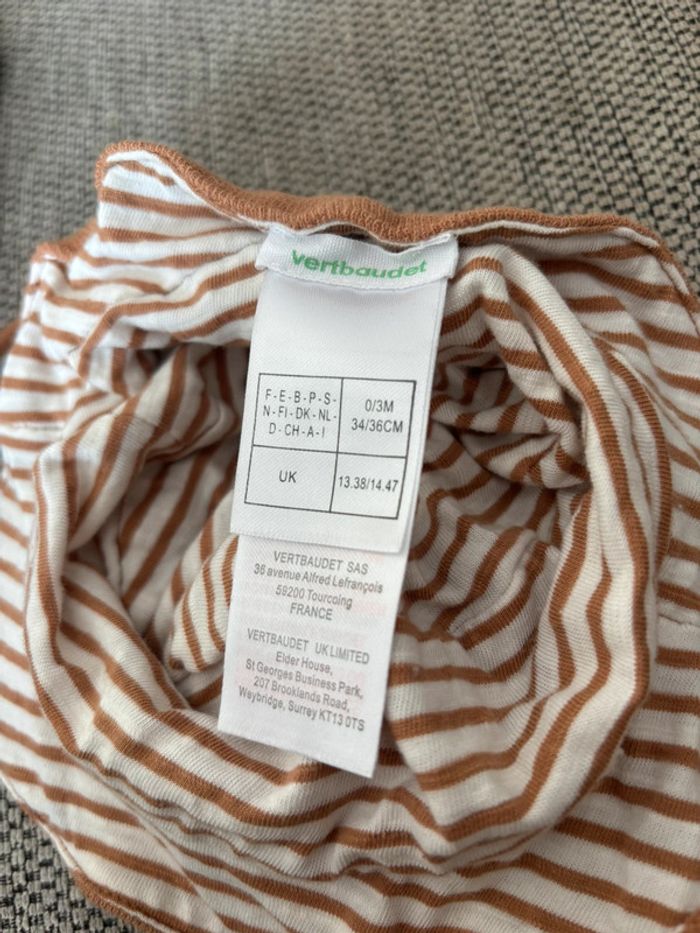 vertbaudet
F - E - B - P - S -
N - FI - DK - NL -
D - CH - A - I
0/3M
34/36CM
UK
13.38/14.47
VERTBAUDET SAS
36 avenue Alfred Lefrançois
59200 Tourcoing
FRANCE
VERTBAUDET UK LIMITED
Elder House,
St Georges Business Park,
207 Brooklands Road,
Weybridge, Surrey KT13 0TS